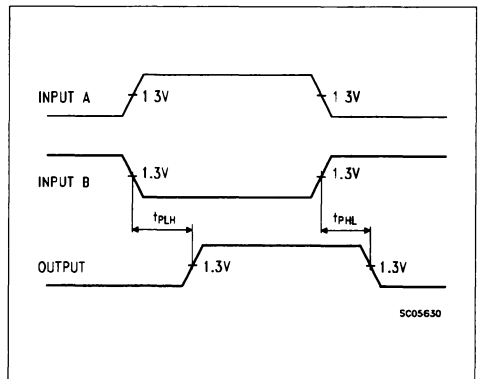 INPUT A 1 3V 1 3V
INPUT B 1.3V 1.3V
tPLH tPHL
OUTPUT 1.3V 1.3V
SC05630